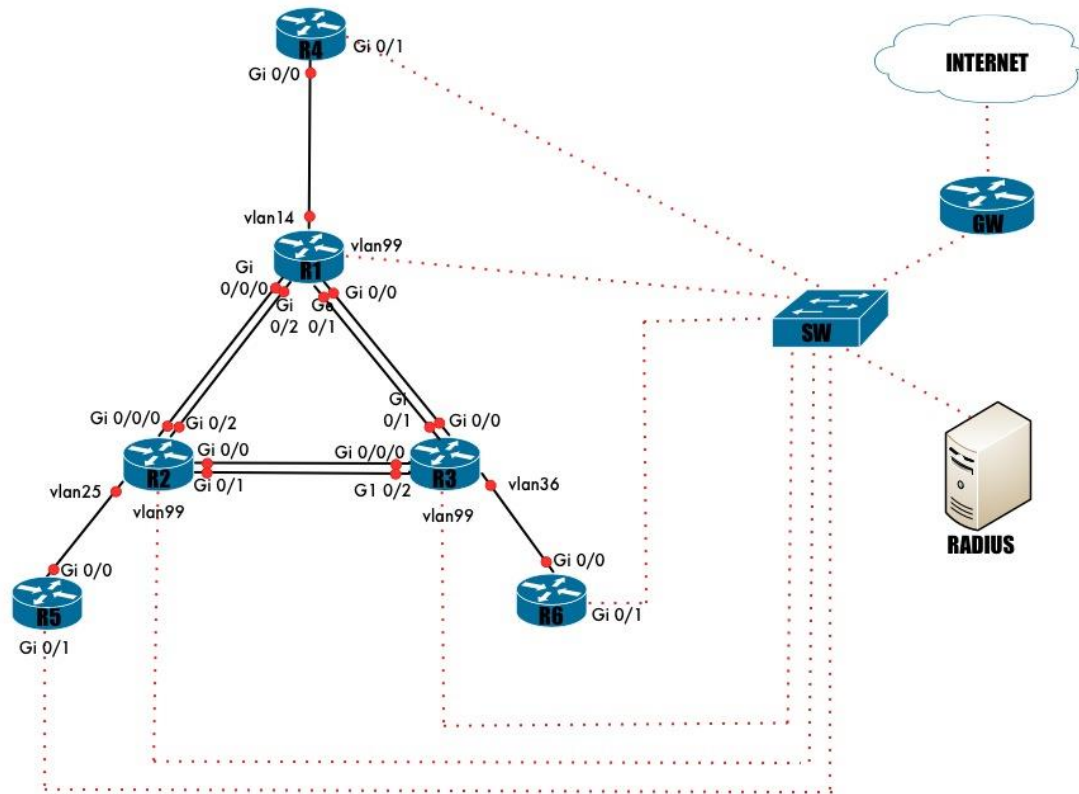 R4
Gi 0/1
Gi 0/0
INTERNET
vlan14
GW
R1
vlan99
Gi
0/0/0
Gi
0/2
Ge
0/1
Gi 0/0
SW
Gi 0/0/0
Gi 0/2
Gi
0/1
Gi 0/0
R2
Gi 0/0
Gi 0/1
Gi 0/0/0
G1 0/2
R3
vlan25
vlan99
vlan99
vlan36
RADIUS
Gi 0/0
R5
Gi 0/1
Gi 0/0
R6
Gi 0/1